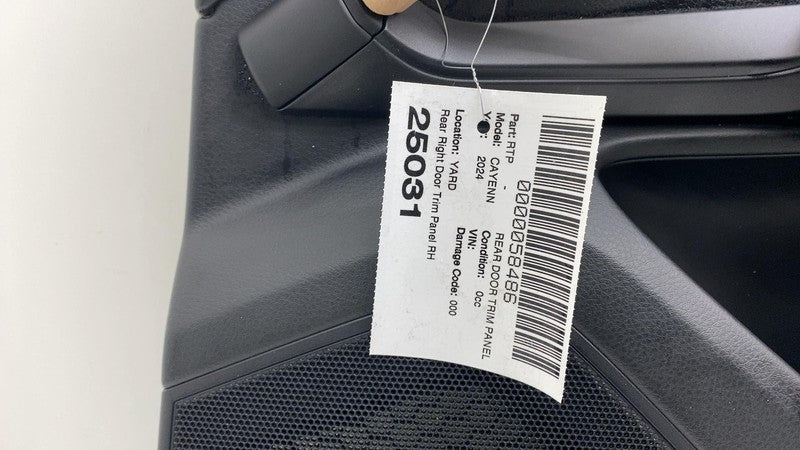 0000058486
Part: RTP - REAR DOOR TRIM PANEL
Model: CAYENN Condition: 0cc
Y : 2024 VIN:
Location: YARD Damage Code: 000
Rear Right Door Trim Panel RH
25031